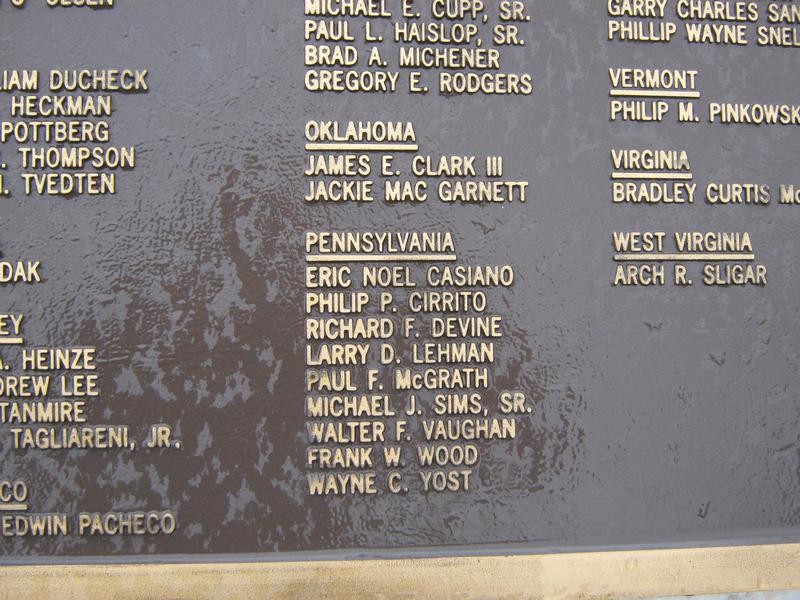 OLSEN
DUCHECK
HECKMAN
POTTBERG
THOMPSON
TVEDTEN
HEINZE
LEE
TAGLIARENI, JR.
EDWIN PACHECO
MICHAEL E. CUPP, SR.
PAUL L. HAISLOP, SR.
BRAD A. MICHENER
GREGORY E. RODGERS
OKLAHOMA
JAMES E. CLARK III
JACKIE MAC GARNETT
PENNSYLVANIA
ERIC NOEL CASIANO
PHILIP P. CIRRITO
RICHARD F. DEVINE
LARRY D. LEHMAN
PAUL F. McGRATH
MICHAEL J. SIMS, SR.
WALTER F. VAUGHAN
FRANK W. WOOD
WAYNE C. YOST
GARRY CHARLES
PHILLIP WAYNE
VERMONT
PHILIP M.
VIRGINIA
BRADLEY CURTIS
WEST VIRGINIA
ARCH R. SLIGAR